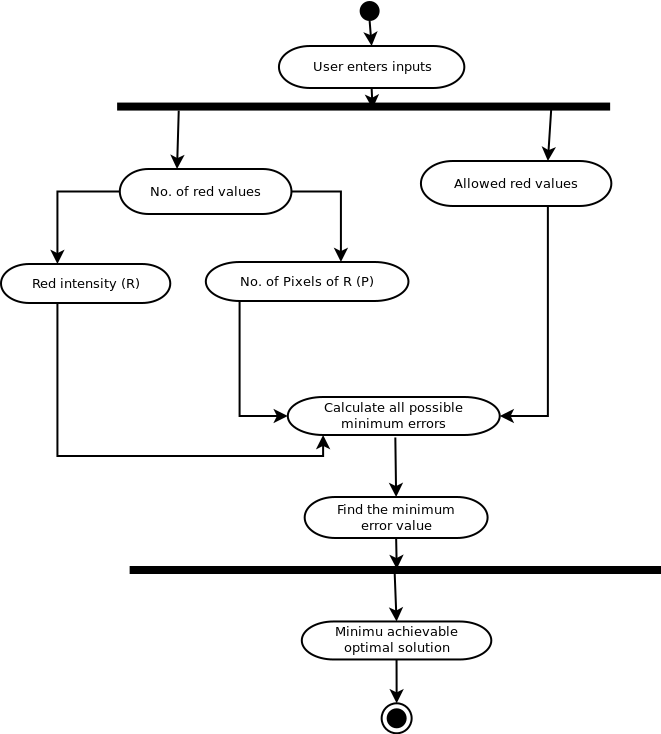 User enters inputs
No. of red values
Allowed red values
Red intensity (R)
No. of Pixels of R (P)
Calculate all possible
minimum errors
Find the minimum
error value
Minimu achievable
optimal solution